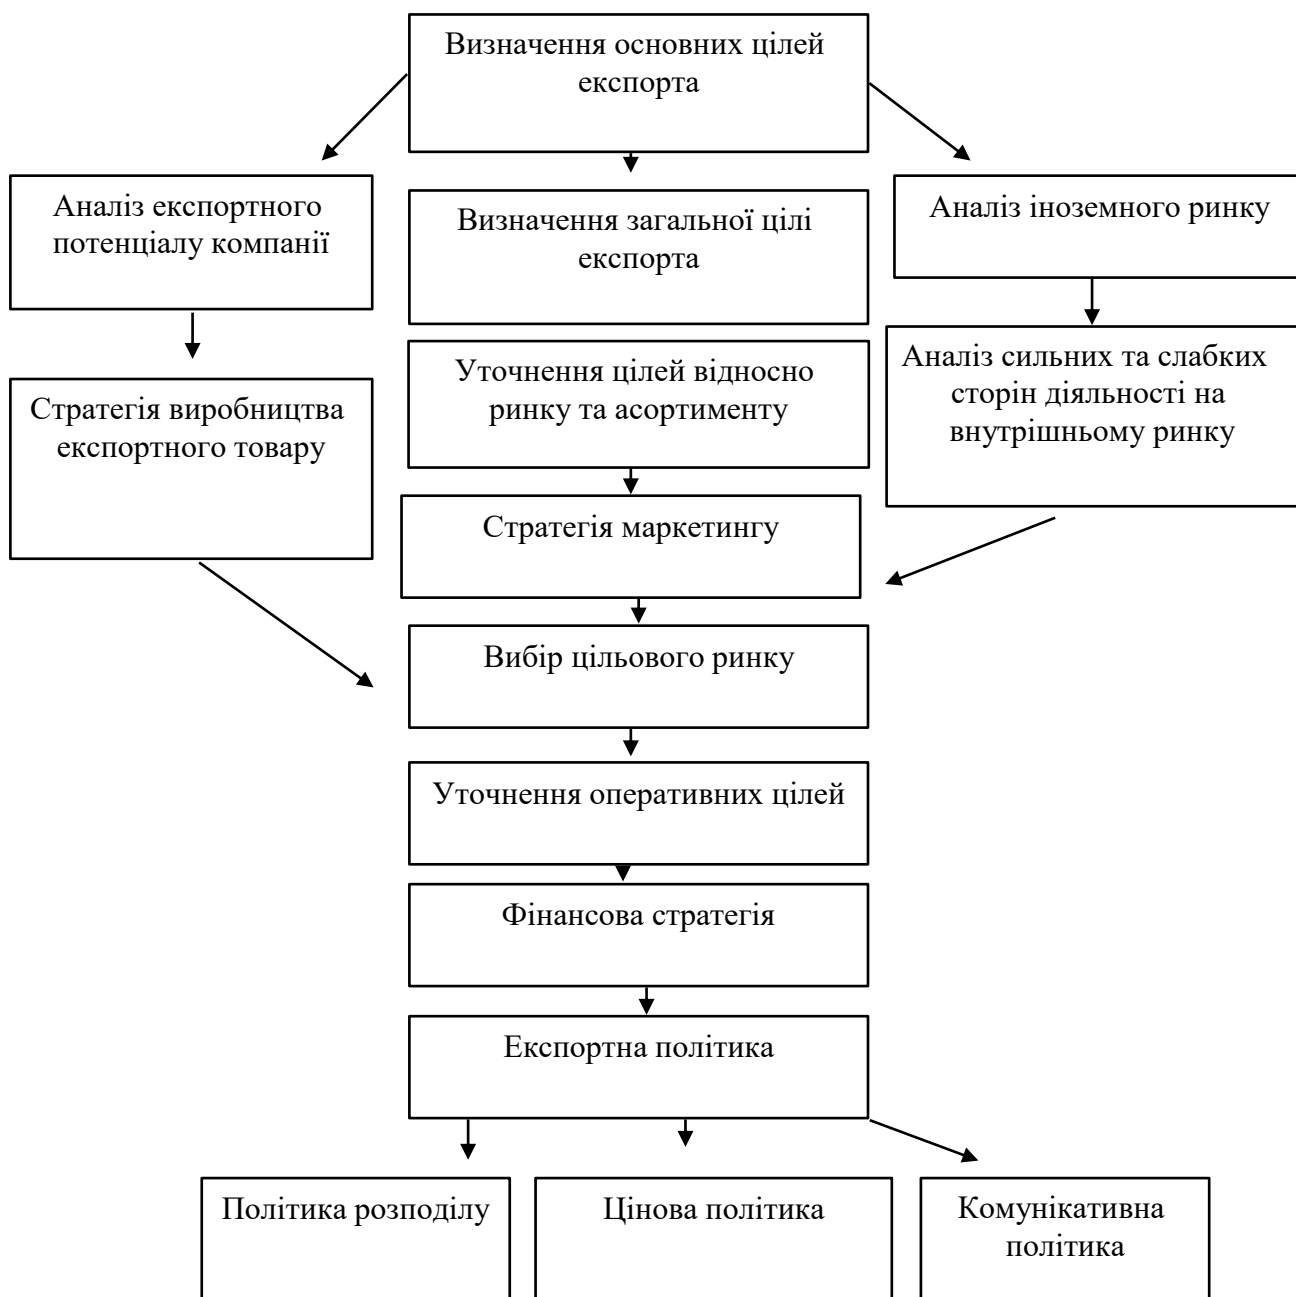 Визначення основних цілей
експорта
Аналіз експортного
потенціалу компанії
Визначення загальної цілі
експорта
Аналіз іноземного ринку
Уточнення цілей відносно
ринку та асортименту
Аналіз сильних та слабких
сторін діяльності на
внутрішньому ринку
Стратегія виробництва
експортного товару
Стратегія маркетингу
Вибір цільового ринку
Уточнення оперативних цілей
Фінансова стратегія
Експортна політика
Політика розподілу
Цінова політика
Комунікативна
політика